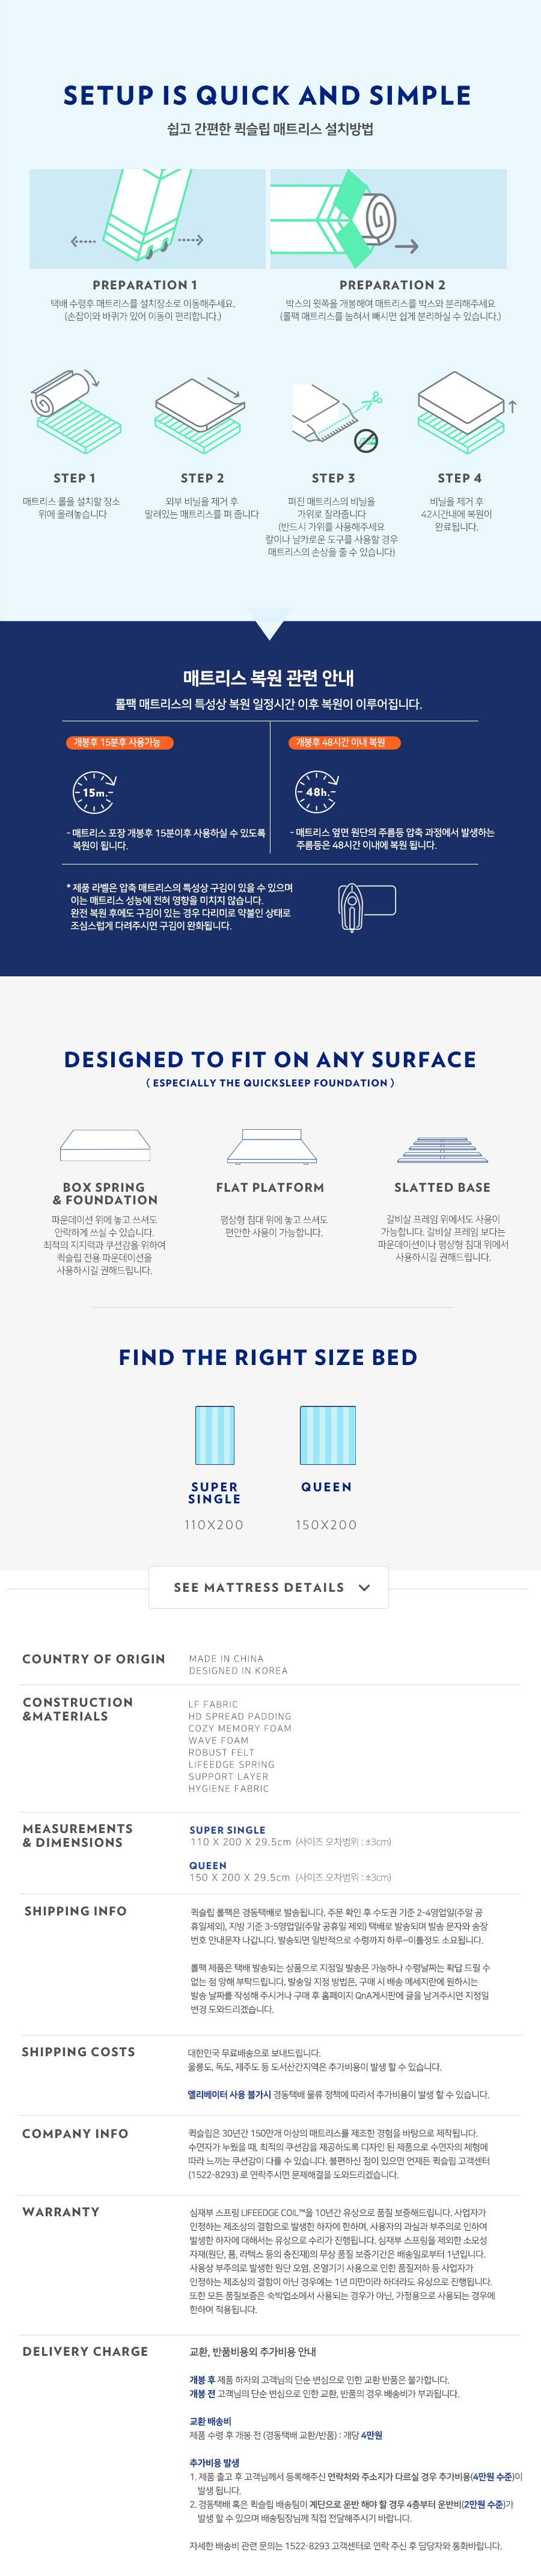 SETUP IS QUICK AND SIMPLE
쉽고 간편한 퀵슬립 매트리스 설치방법
PREPARATION 1
택배 수령후 매트리스를 설치장소로 이동해주세요.
(손잡이와 바퀴가 있어 이동이 편리합니다.)
PREPARATION 2
박스의 윗쪽을 개봉해여 매트리스를 박스와 분리해주세요
(롤팩 매트리스를 눕혀서 빼시면 쉽게 분리하실 수 있습니다.)
STEP 1
매트리스 롤을 설치할 장소
위에 올려놓습니다
STEP 2
외부 비닐을 제거 후
말려있는 매트리스를 펴 줍니다
STEP 3
펴진 매트리스의 비닐을
가위로 잘라줍니다
(반드시 가위를 사용해주세요
칼이나 날카로운 도구를 사용할 경우
매트리스의 손상을 줄 수 있습니다)
STEP 4
비닐을 제거 후
42시간내에 복원이
완료됩니다.
매트리스 복원 관련 안내
롤팩 매트리스의 특성상 복원 일정시간 이후 복원이 이루어집니다.
개봉후 15분후 사용가능
15m.
- 매트리스 포장 개봉후 15분이후 사용하실 수 있도록
복원이 됩니다.
개봉후 48시간 이내 복원
48h.
- 매트리스 옆면 원단의 주름등 압축 과정에서 발생하는
주름등은 48시간 이내에 복원 됩니다.
* 제품 라벨은 압축 매트리스의 특성상 구김이 있을 수 있으며
이는 매트리스 성능에 전혀 영향을 미치지 않습니다.
완전 복원 후에도 구김이 있는 경우 다리미로 약불인 상태로
조심스럽게 다려주시면 구김이 완화됩니다.
DESIGNED TO FIT ON ANY SURFACE
( ESPECIALLY THE QUICKSLEEP FOUNDATION )
BOX SPRING
& FOUNDATION
파운데이션 위에 놓고 쓰셔도
안락하게 쓰실 수 있습니다.
최적의 지지력과 쿠션감을 위하여
퀵슬립 전용 파운데이션을
사용하시길 권해드립니다.
FLAT PLATFORM
평상형 침대 위에 놓고 쓰셔도
편안한 사용이 가능합니다.
SLATTED BASE
갈비살 프레임 위에서도 사용이
가능합니다. 갈비살 프레임 보다는
파운데이션이나 평상형 침대 위에서
사용하시길 권해드립니다.
FIND THE RIGHT SIZE BED
SUPER
SINGLE
110X200
QUEEN
150X200
SEE MATTRESS DETAILS
COUNTRY OF ORIGIN
MADE IN CHINA
DESIGNED IN KOREA
CONSTRUCTION
&MATERIALS
LF FABRIC
HD SPREAD PADDING
COZY MEMORY FOAM
WAVE FOAM
ROBUST FELT
LIFEEDGE SPRING
SUPPORT LAYER
HYGIENE FABRIC
MEASUREMENTS
& DIMENSIONS
SUPER SINGLE
110 X 200 X 29.5cm (사이즈 오차범위 : ±3cm)
QUEEN
150 X 200 X 29.5cm (사이즈 오차범위 : ±3cm)
SHIPPING INFO
퀵슬립 롤팩은 경동택배로 발송됩니다. 주문 확인 후 수도권 기준 2-4영업일(주말 공
휴일제외), 지방 기준 3-5영업일(주말 공휴일 제외) 택배로 발송되며 발송 문자와 송장
번호 안내문자 나갑니다. 발송되면 일반적으로 수령까지 하루~이틀정도 소요됩니다.
롤팩 제품은 택배 발송되는 상품으로 지정일 발송은 가능하나 수령날짜는 확답 드릴 수
없는 점 양해 부탁드립니다. 발송일 지정 방법은, 구매 시 배송 메세지란에 원하시는
발송 날짜를 작성해 주시거나 구매 후 홈페이지 QnA게시판에 글을 남겨주시면 지정일
변경 도와드리겠습니다.
SHIPPING COSTS
대한민국 무료배송으로 보내드립니다.
울릉도, 독도, 제주도 등 도서산간지역은 추가비용이 발생 할 수 있습니다.
엘리베이터 사용 불가시 경동택배 물류 정책에 따라서 추가비용이 발생 할 수 있습니다.
COMPANY INFO
퀵슬립은 30년간 150만개 이상의 매트리스를 제조한 경험을 바탕으로 제작됩니다.
수면자가 누웠을 때, 최적의 쿠션감을 제공하도록 디자인 된 제품으로 수면자의 체형에
따라 느끼는 쿠션감이 다를 수 있습니다. 불편하신 점이 있으면 언제든 퀵슬립 고객센터
(1522-8293) 로 연락주시면 문제해결을 도와드리겠습니다.
WARRANTY
심재부 스프링 LIFEEDGE COIL™을 10년간 유상으로 품질 보증해드립니다. 사업자가
인정하는 제조상의 결함으로 발생한 하자에 한하며, 사용자의 과실과 부주의로 인하여
발생한 하자에 대해서는 유상으로 수리가 진행됩니다. 심재부 스프링을 제외한 소모성
자재(원단, 폼, 라텍스 등의 충진재)의 무상 품질 보증기간은 배송일로부터 1년입니다.
사용상 부주의로 발생한 원단 오염, 온열기기 사용으로 인한 품질저하 등 사업자가
인정하는 제조상의 결함이 아닌 경우에는 1년 미만이라 하더라도 유상으로 진행됩니다.
또한 모든 품질보증은 숙박업소에서 사용되는 경우가 아닌, 가정용으로 사용되는 경우에
한하여 적용됩니다.
DELIVERY CHARGE
교환, 반품비용외 추가비용 안내
개봉 후 제품 하자외 고객님의 단순 변심으로 인한 교환 반품은 불가합니다.
개봉 전 고객님의 단순 변심으로 인한 교환, 반품의 경우 배송비가 부과됩니다.
교환 배송비
제품 수령 후 개봉 전 (경동택배 교환/반품) : 개당 4만원
추가비용 발생
1. 제품 출고 후 고객님께서 등록해주신 연락처와 주소지가 다르실 경우 추가비용(4만원 수준)이
발생 됩니다.
2. 경동택배 혹은 퀵슬립 배송팀이 계단으로 운반 해야 할 경우 4층부터 운반비(2만원 수준)가
발생 할 수 있으며 배송팀장님께 직접 전달해주시기 바랍니다.
자세한 배송비 관련 문의는 1522-8293 고객센터로 연락 주신 후 담당자와 통화바랍니다.